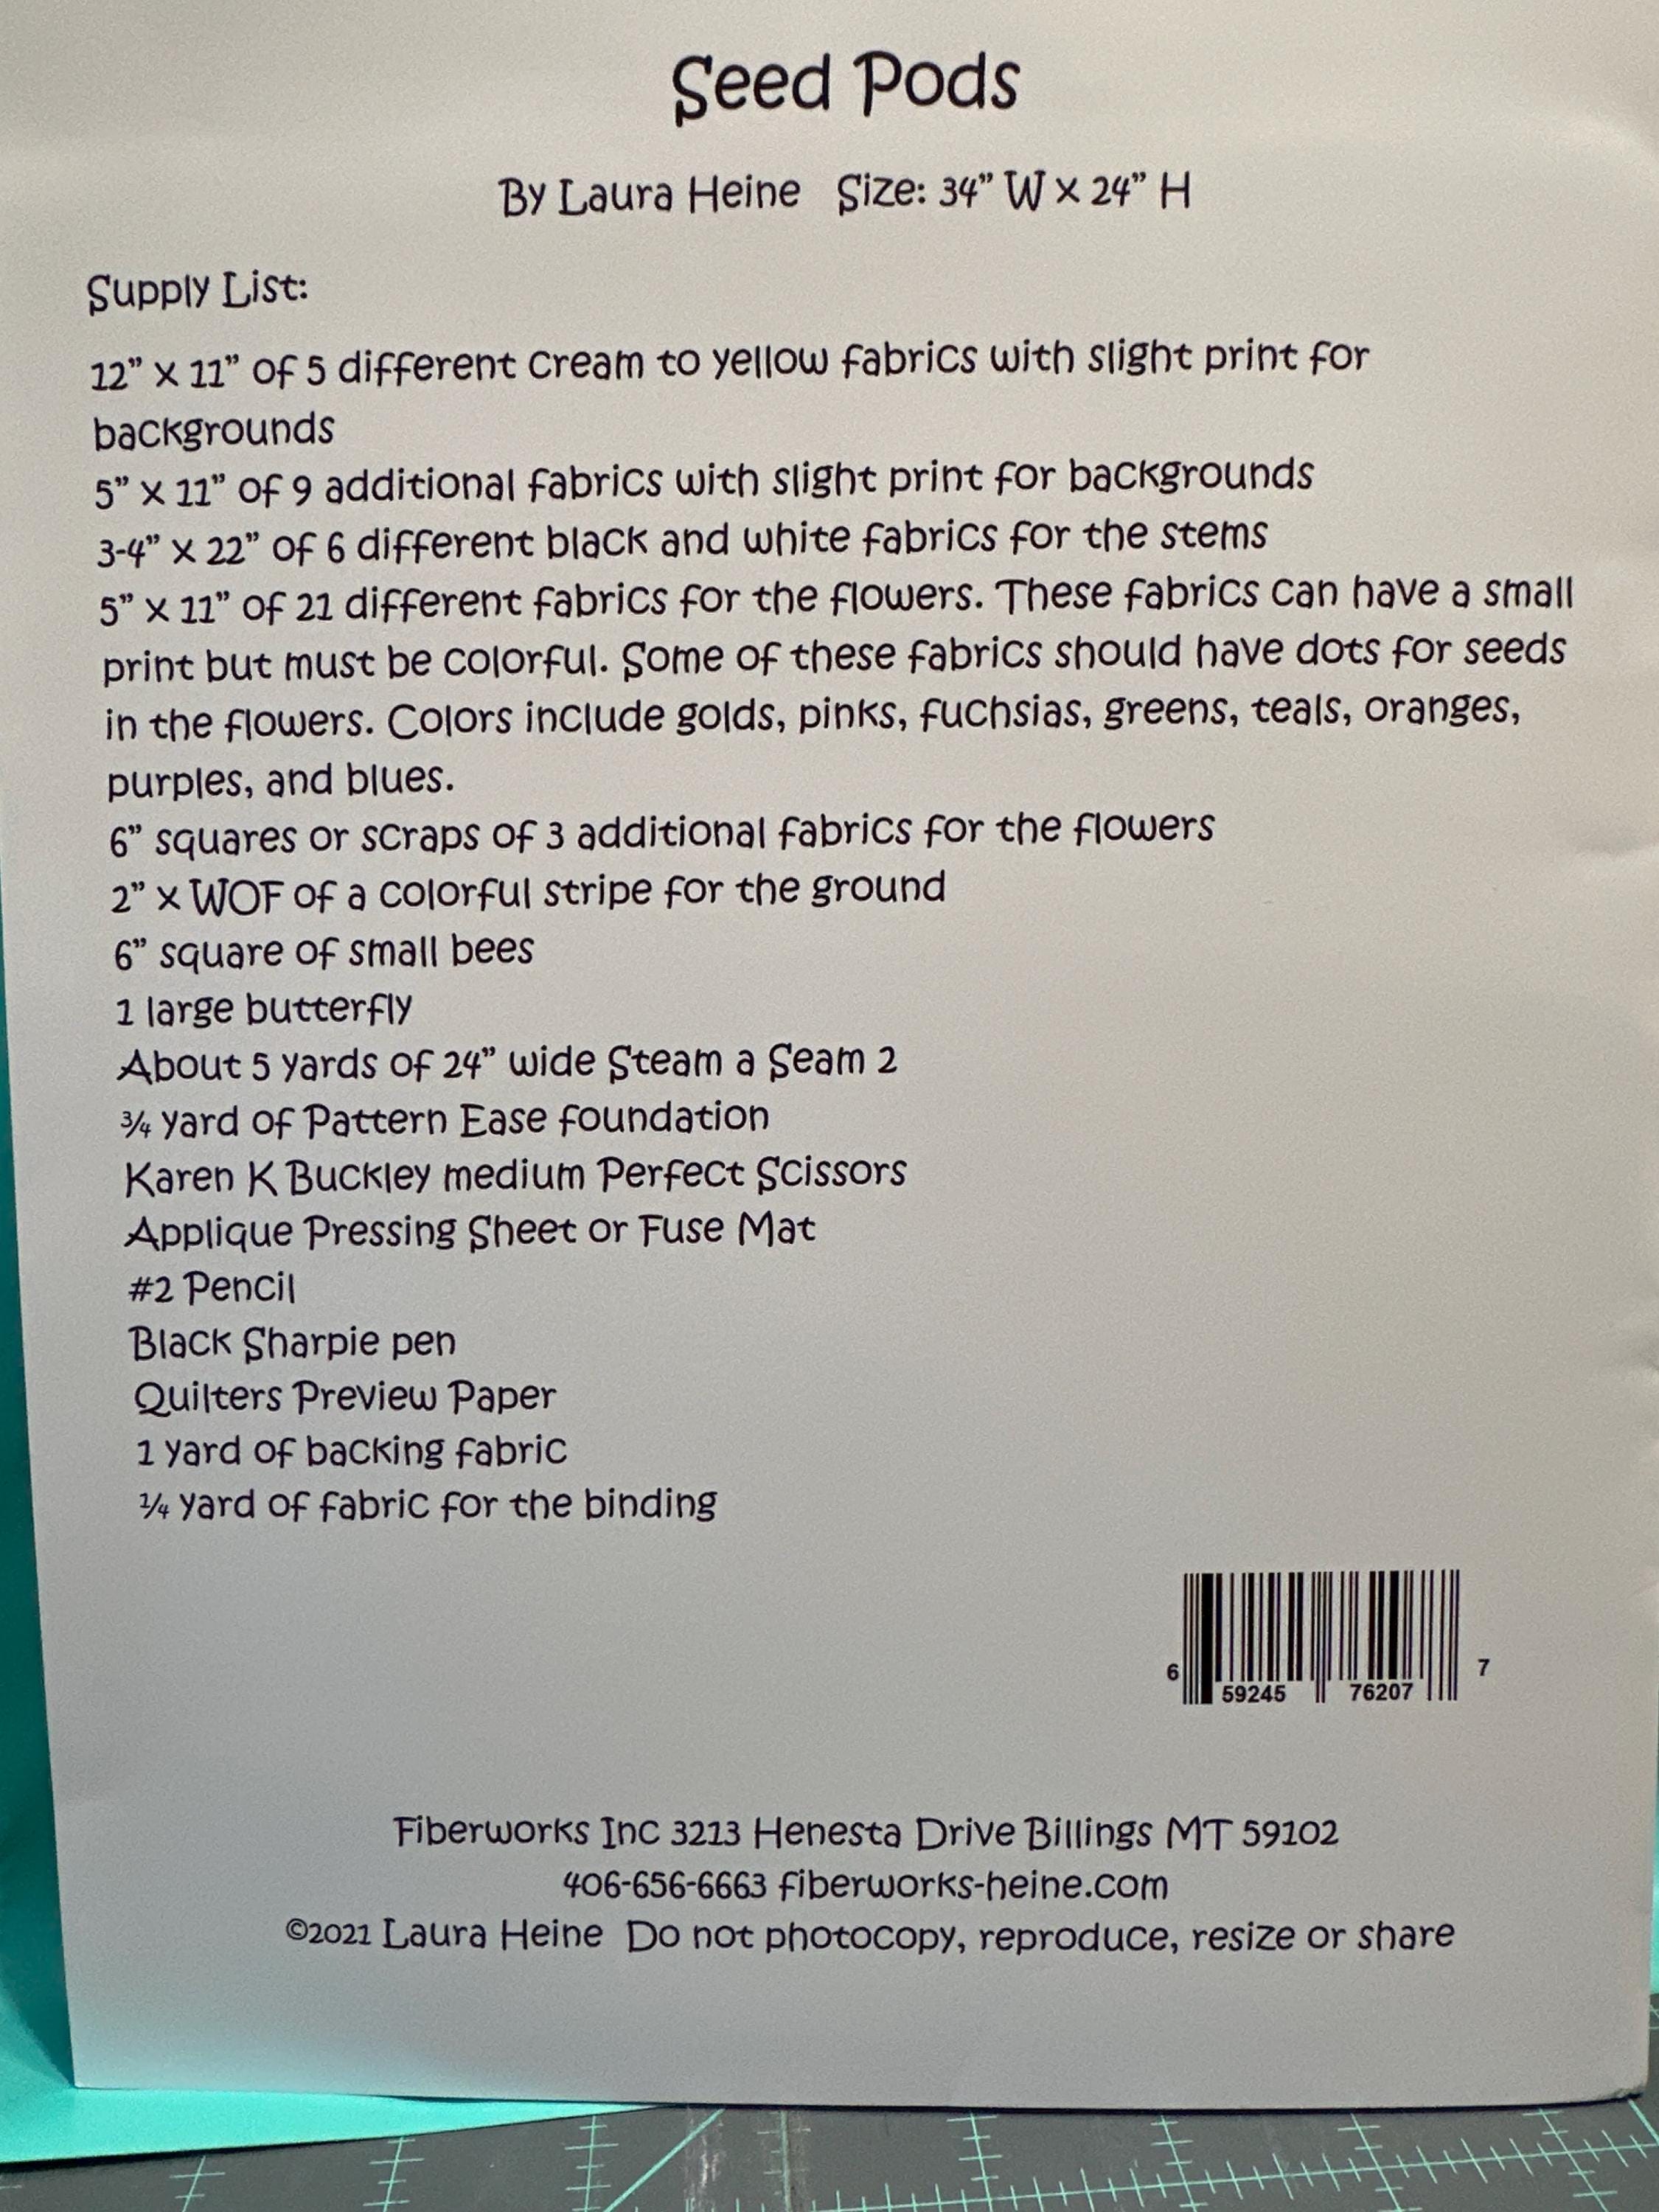 Seed Pods
By Laura Heine Size: 34” W x 24” H
Supply List:
12” x 11” of 5 different cream to yellow fabrics with slight print for
backgrounds
5” x 11” of 9 additional fabrics with slight print for backgrounds
3-4” x 22” of 6 different black and white fabrics for the stems
5” x 11” of 21 different fabrics for the flowers. These fabrics can have a small
print but must be colorful. Some of these fabrics should have dots for seeds
in the flowers. Colors include golds, pinks, fuchsias, greens, teals, oranges,
purples, and blues.
6” squares or scraps of 3 additional fabrics for the flowers
2” x WOF of a colorful stripe for the ground
6” square of small bees
1 large butterfly
About 5 yards of 24” wide Steam a Seam 2
¾ yard of Pattern Ease foundation
Karen K Buckley medium Perfect Scissors
Applique Pressing Sheet or Fuse Mat
#2 Pencil
Black Sharpie pen
Quilters Preview Paper
1 yard of backing fabric
¼ yard of fabric for the binding
6 59245 76207 7
Fiberworks Inc 3213 Henesta Drive Billings MT 59102
406-656-6663 fiberworks-heine.com
©2021 Laura Heine Do not photocopy, reproduce, resize or share